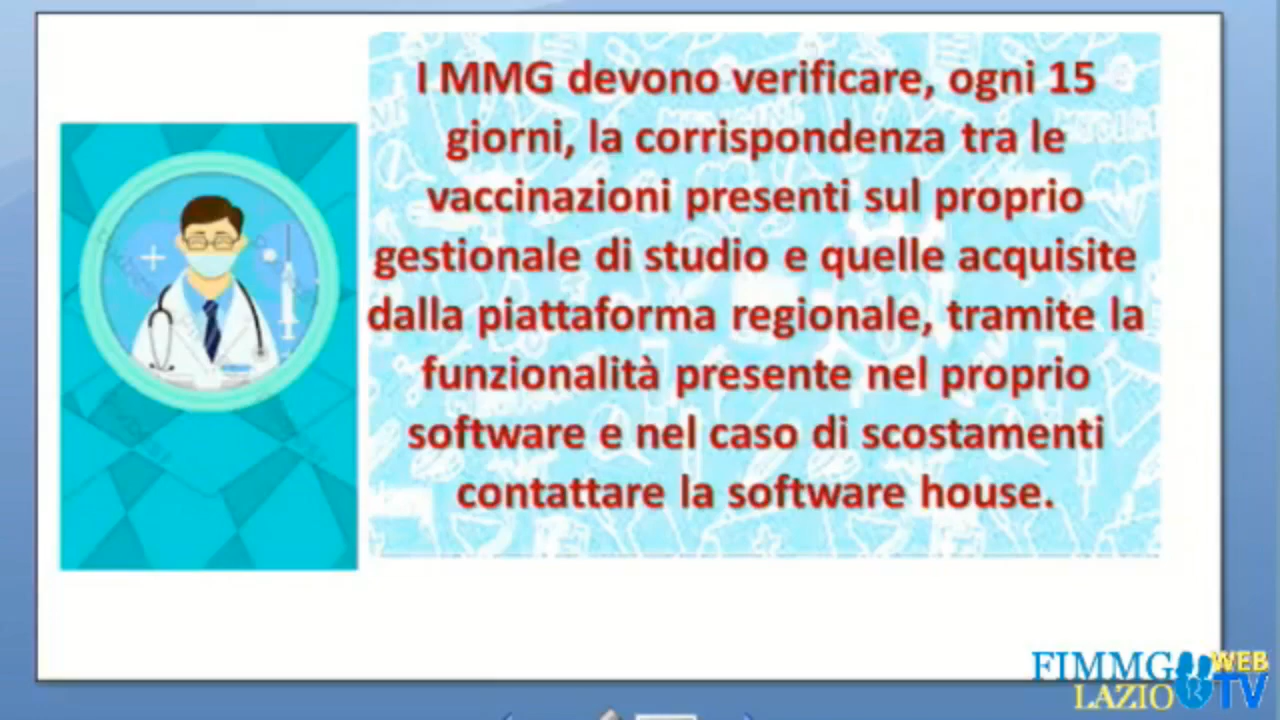 I MMG devono verificare, ogni 15
giorni, la corrispondenza tra le
vaccinazioni presenti sul proprio
gestionale di studio e quelle acquisite
dalla piattaforma regionale, tramite la
funzionalità presente nel proprio
software e nel caso di scostamenti
contattare la software house.
FIMMG WEB
LAZIO TV